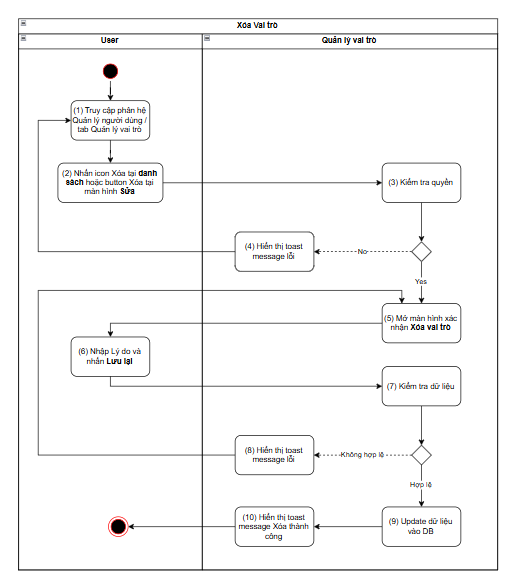 Xóa Vai trò
User
Quản lý vai trò
(1) Truy cập phân hệ
Quản lý người dùng /
tab Quản lý vai trò
(2) Nhấn icon Xóa tại danh
sách hoặc button Xóa tại
màn hình Sửa
(3) Kiểm tra quyền
(4) Hiển thị toast
message lỗi
No
Yes
(5) Mở màn hình xác
nhận Xóa vai trò
(6) Nhập Lý do và
nhấn Lưu lại
(7) Kiểm tra dữ liệu
(8) Hiển thị toast
message lỗi
Không hợp lệ
Hợp lệ
(10) Hiển thị toast
message Xóa thành
công
(9) Update dữ liệu
vào DB